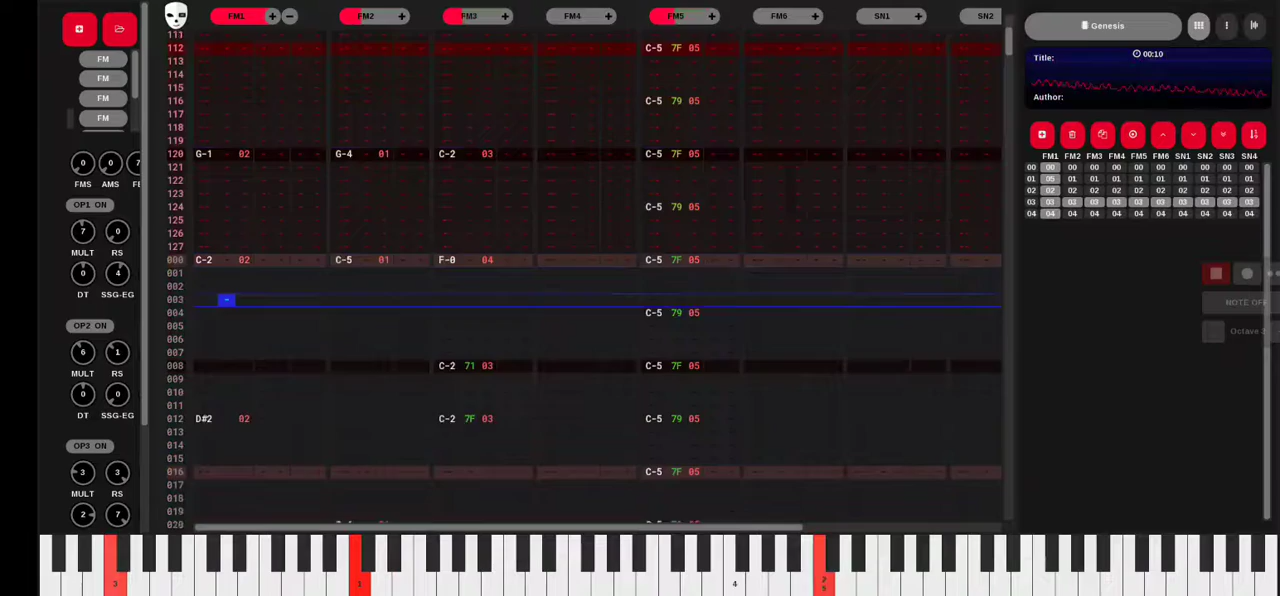 FM1 + − FM2 + FM3 + FM4 + FM5 + FM6 + SN1 + SN2
Genesis
111
112 C-5 7F 05
113
114
115
116 C-5 79 05
117
118
119
120 G-1 02 G-4 01 C-2 03 C-5 7F 05
121
122
123
124 C-5 79 05
125
126
127
000 C-2 02 C-5 01 F-0 04 C-5 7F 05
001
002
003
004 C-5 79 05
005
006
007
008 C-2 71 03 C-5 7F 05
009
010
011
012 D#2 02 C-2 7F 03 C-5 79 05
013
014
015
016 C-5 7F 05
017
018
019
020
FM
FM
FM
FM
0 0 7
FMS AMS
OP1 ON
7 0
MULT RS
0 4
DT SSG-EG
OP2 ON
6 1
MULT RS
0 0
DT SSG-EG
OP3 ON
3 3
MULT RS
2 7
00:10
Title:
Author:
FM1 FM2 FM3 FM4 FM5 FM6 SN1 SN2 SN3 SN4
00 00 00 00 00 00 00 00 00 00 00
01 05 01 01 01 01 01 01 01 01 01
02 02 02 02 02 02 02 02 02 02 02
03 03 03 03 03 03 03 03 03 03 03
04 04 04 04 04 04 04 04 04 04 04
NOTE OFF
Octave 3
3 1 4 2
5